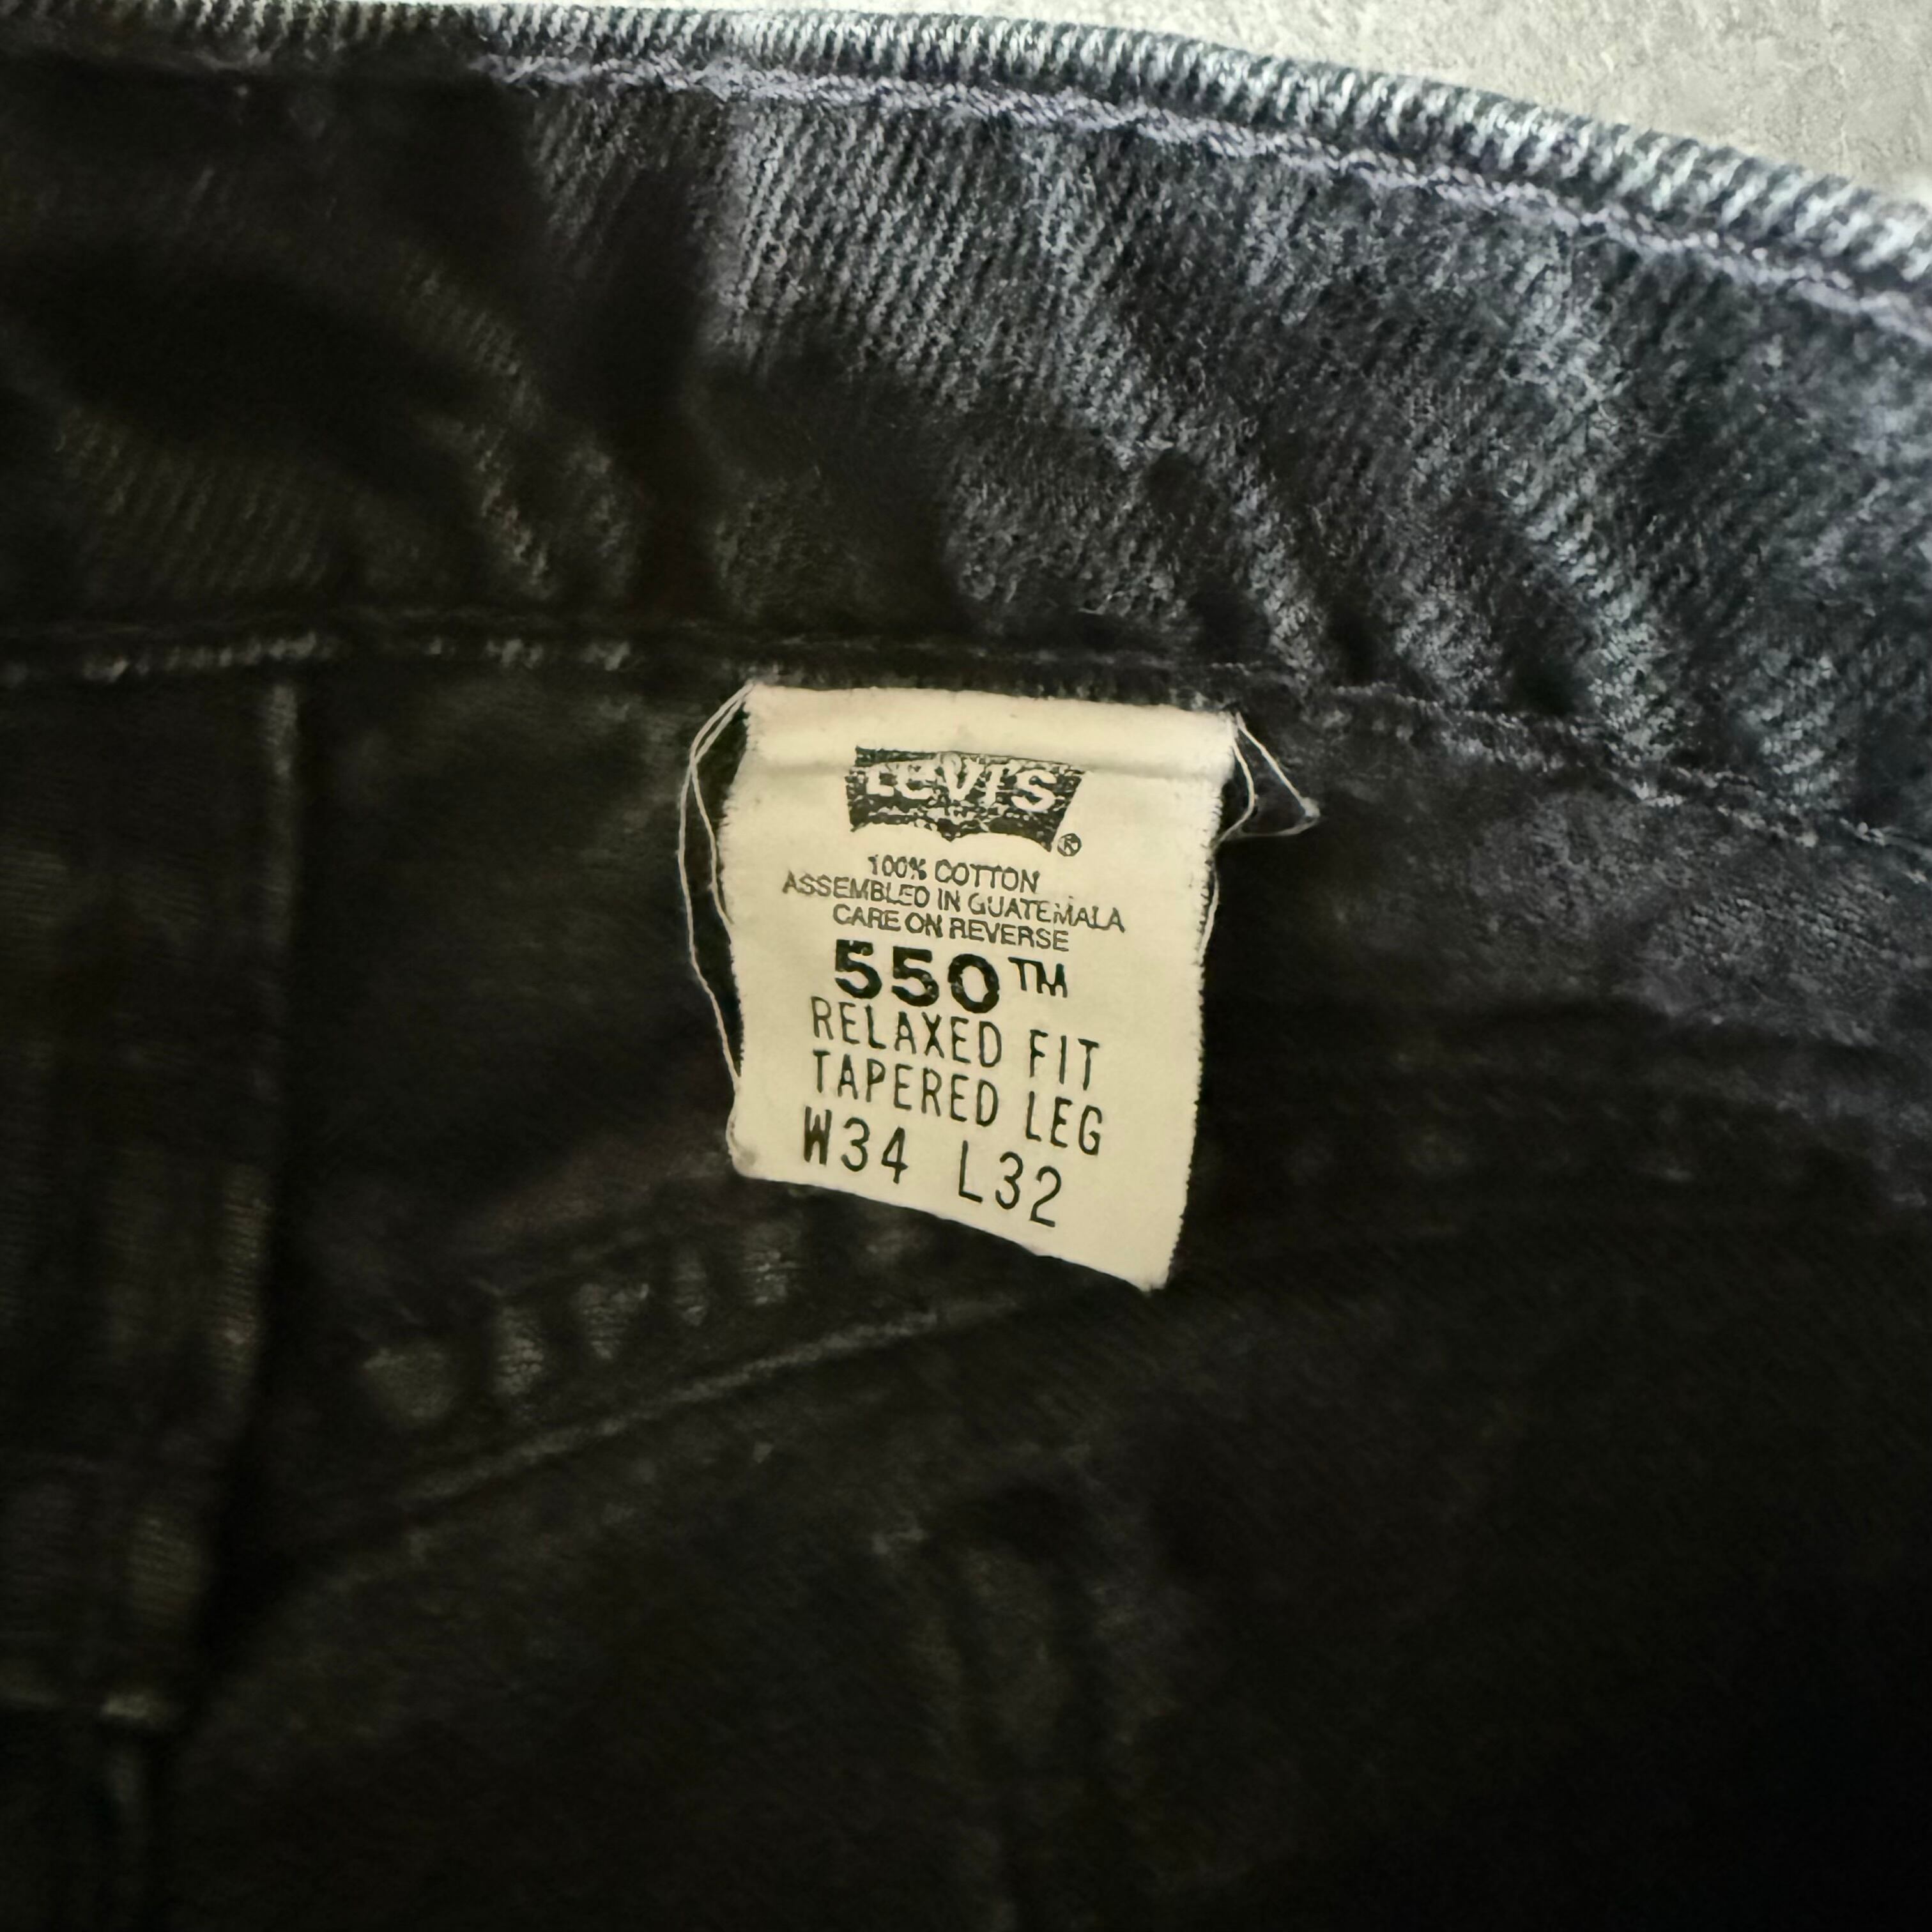 LEVI'S ®
100% COTTON
ASSEMBLED IN GUATEMALA
CARE ON REVERSE
550™
RELAXED FIT
TAPERED LEG
W34 L32